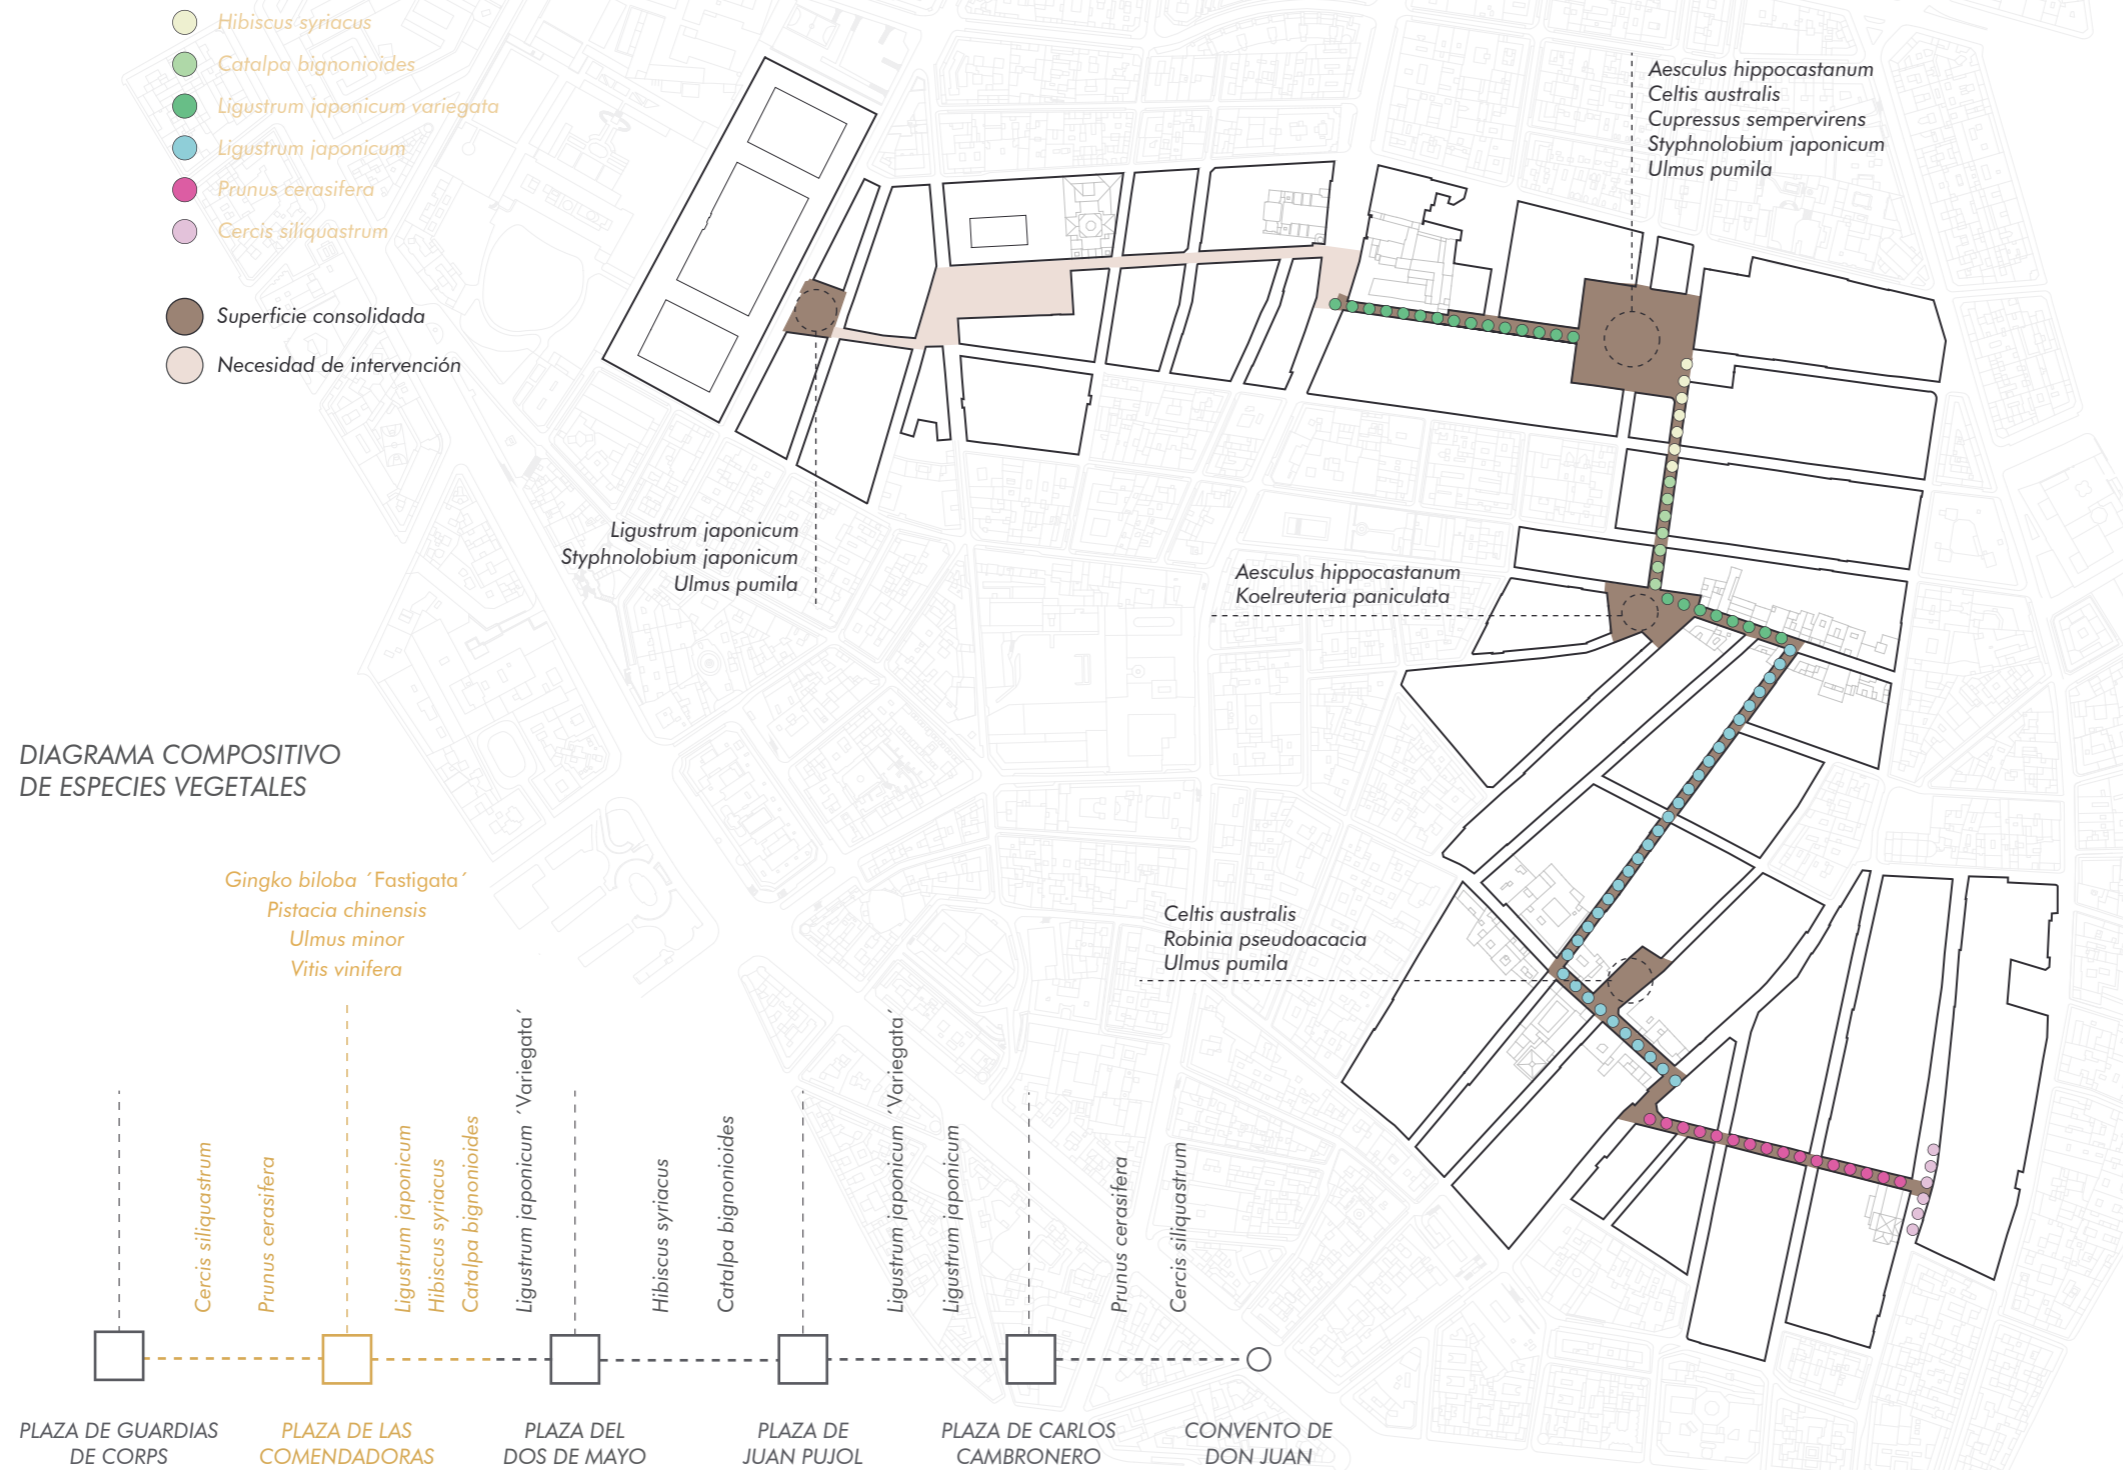 Hibiscus syriacus
Catalpa bignonioides
Ligustrum japonicum variegata
Ligustrum japonicum
Prunus cerasifera
Cercis siliquastrum
Superficie consolidada
Necesidad de intervención
Aesculus hippocastanum
Celtis australis
Cupressus sempervirens
Styphnolobium japonicum
Ulmus pumila
Ligustrum japonicum
Styphnolobium japonicum
Ulmus pumila
Aesculus hippocastanum
Koelreuteria paniculata
Celtis australis
Robinia pseudoacacia
Ulmus pumila
DIAGRAMA COMPOSITIVO
DE ESPECIES VEGETALES
Gingko biloba ´Fastigata´
Pistacia chinensis
Ulmus minor
Vitis vinifera
Cercis siliquastrum
Prunus cerasifera
Ligustrum japonicum
Hibiscus syriacus
Catalpa bignonioides
Ligustrum japonicum ´Variegata´
Hibiscus syriacus
Catalpa bignonioides
Ligustrum japonicum ´Variegata´
Ligustrum japonicum
Prunus cerasifera
Cercis siliquastrum
PLAZA DE GUARDIAS
DE CORPS
PLAZA DE LAS
COMENDADORAS
PLAZA DEL
DOS DE MAYO
PLAZA DE
JUAN PUJOL
PLAZA DE CARLOS
CAMBRONERO
CONVENTO DE
DON JUAN